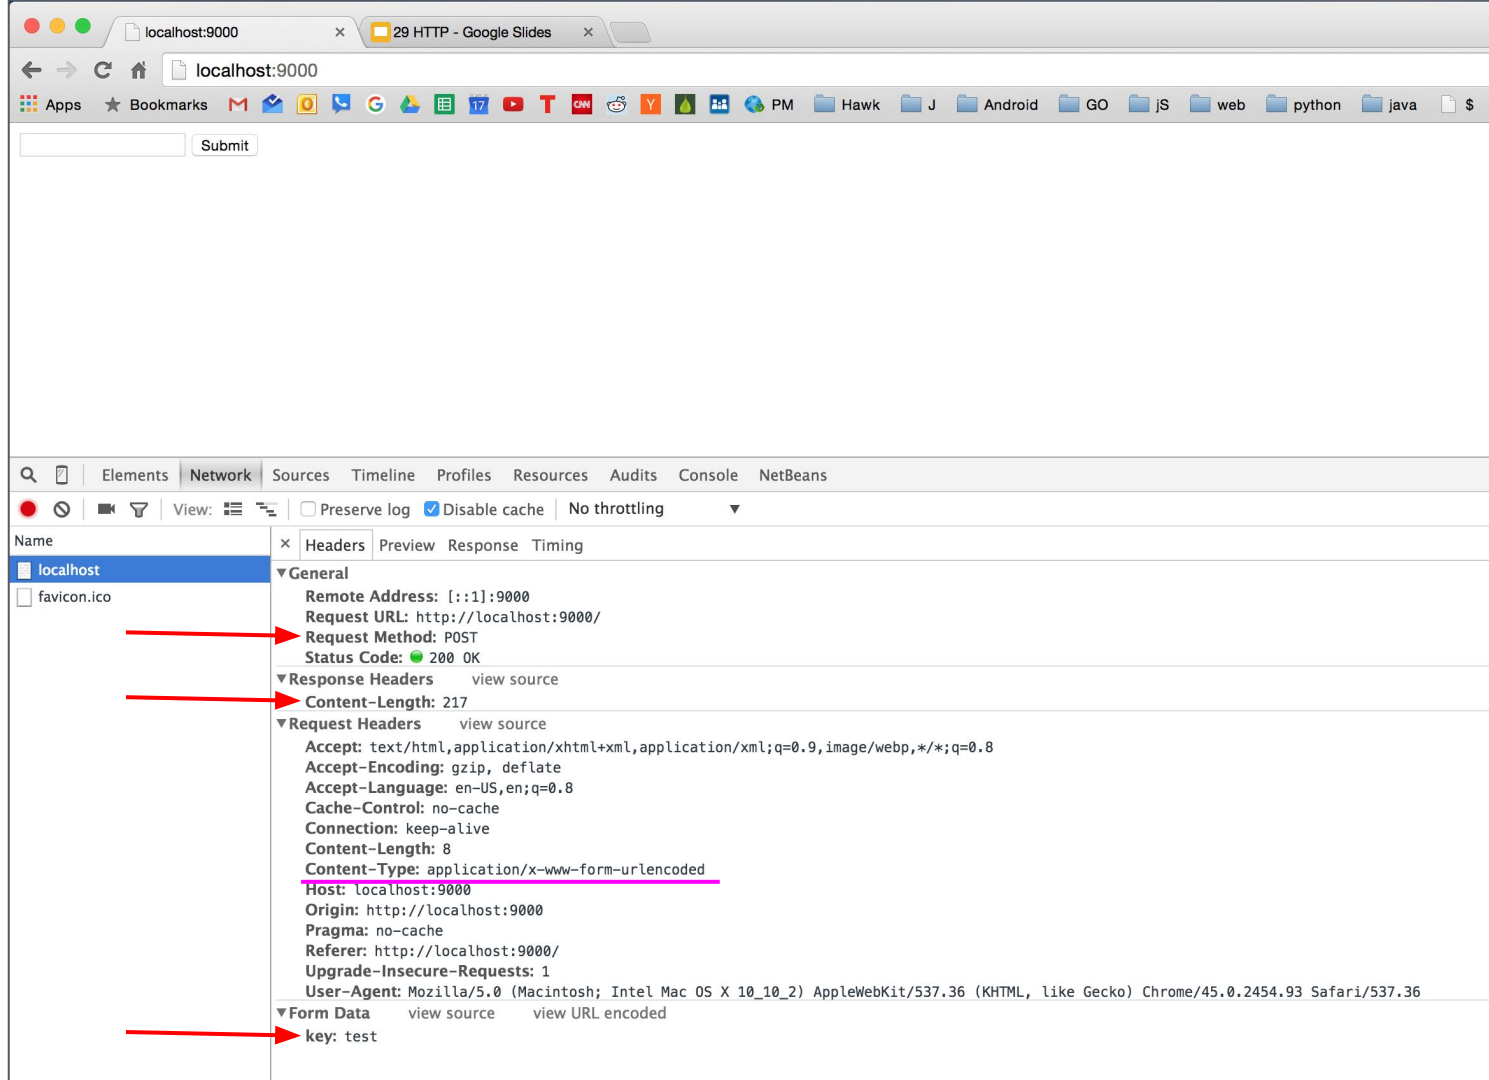 localhost:9000 × 29 HTTP - Google Slides ×
localhost:9000
Apps Bookmarks 17 CNN Y PM Hawk J Android GO jS web python java $
Submit
Elements Network Sources Timeline Profiles Resources Audits Console NetBeans
View: Preserve log Disable cache No throttling
Name
× Headers Preview Response Timing
localhost
favicon.ico
General
Remote Address: [::1]:9000
Request URL: http://localhost:9000/
Request Method: POST
Status Code: 200 OK
Response Headers view source
Content-Length: 217
Request Headers view source
Accept: text/html,application/xhtml+xml,application/xml;q=0.9,image/webp,*/*;q=0.8
Accept-Encoding: gzip, deflate
Accept-Language: en-US,en;q=0.8
Cache-Control: no-cache
Connection: keep-alive
Content-Length: 8
Content-Type: application/x-www-form-urlencoded
Host: localhost:9000
Origin: http://localhost:9000
Pragma: no-cache
Referer: http://localhost:9000/
Upgrade-Insecure-Requests: 1
User-Agent: Mozilla/5.0 (Macintosh; Intel Mac OS X 10_10_2) AppleWebKit/537.36 (KHTML, like Gecko) Chrome/45.0.2454.93 Safari/537.36
Form Data view source view URL encoded
key: test